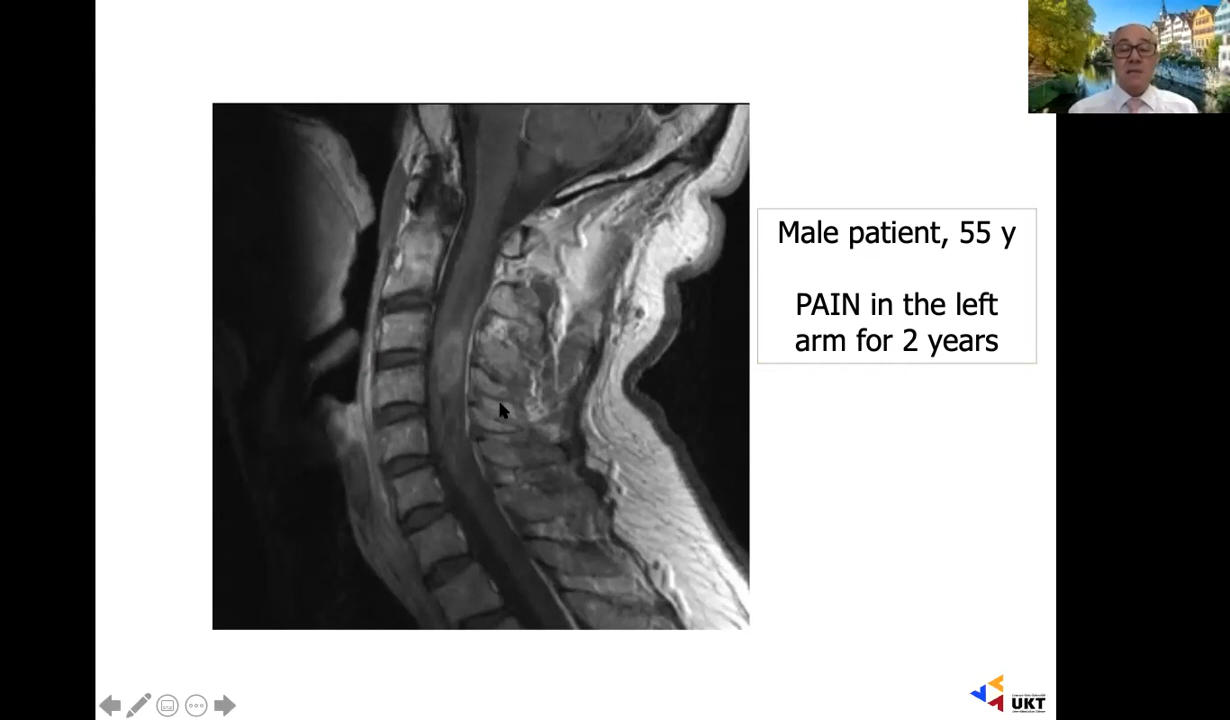 Male patient, 55 y
PAIN in the left
arm for 2 years
UKT